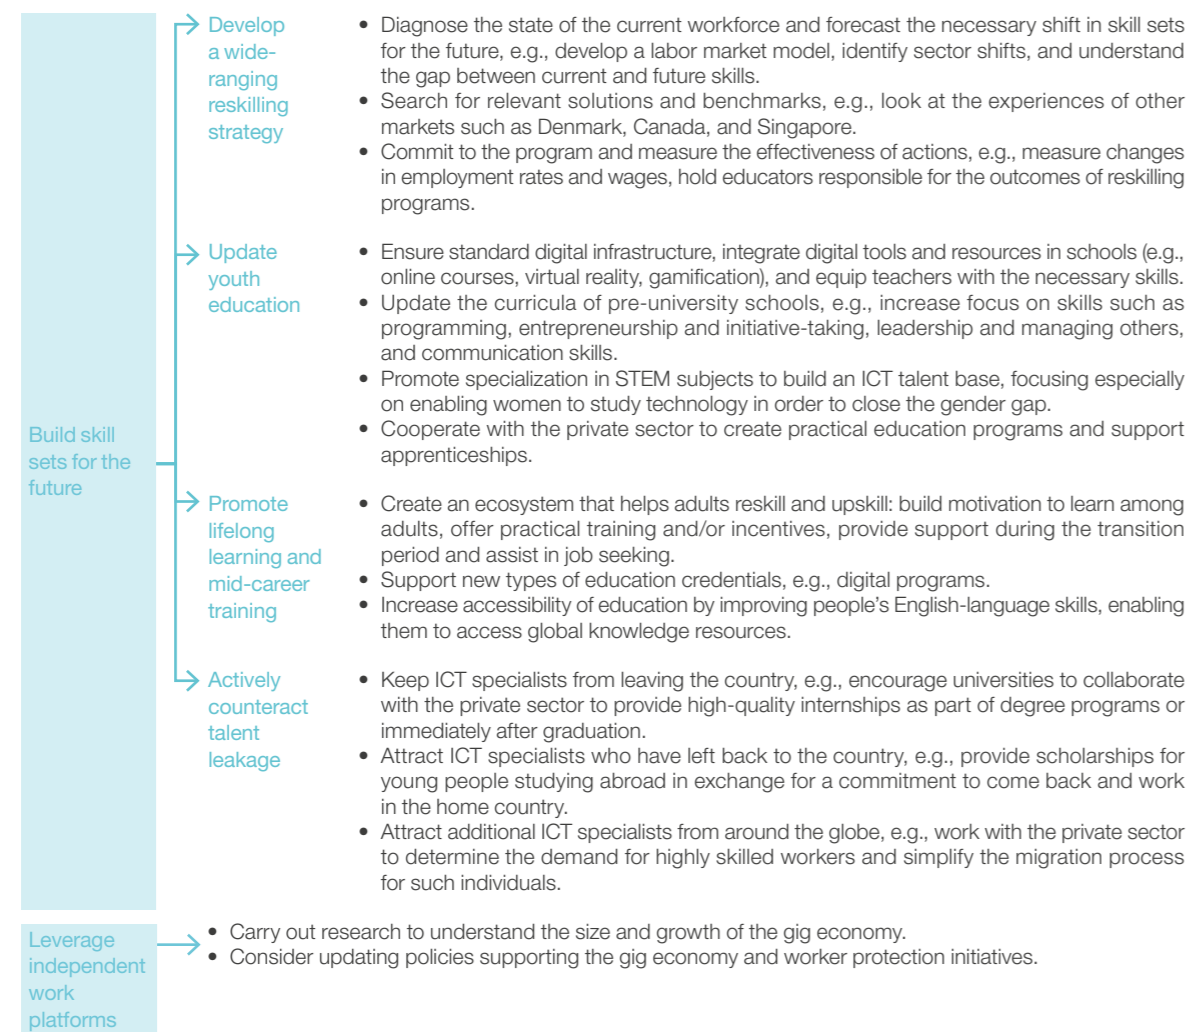 Build skill
sets for the
future
Develop
a wide-
ranging
reskilling
strategy
• Diagnose the state of the current workforce and forecast the necessary shift in skill sets
for the future, e.g., develop a labor market model, identify sector shifts, and understand
the gap between current and future skills.
• Search for relevant solutions and benchmarks, e.g., look at the experiences of other
markets such as Denmark, Canada, and Singapore.
• Commit to the program and measure the effectiveness of actions, e.g., measure changes
in employment rates and wages, hold educators responsible for the outcomes of reskilling
programs.
Update
youth
education
• Ensure standard digital infrastructure, integrate digital tools and resources in schools (e.g.,
online courses, virtual reality, gamification), and equip teachers with the necessary skills.
• Update the curricula of pre-university schools, e.g., increase focus on skills such as
programming, entrepreneurship and initiative-taking, leadership and managing others,
and communication skills.
• Promote specialization in STEM subjects to build an ICT talent base, focusing especially
on enabling women to study technology in order to close the gender gap.
• Cooperate with the private sector to create practical education programs and support
apprenticeships.
Promote
lifelong
learning and
mid-career
training
• Create an ecosystem that helps adults reskill and upskill: build motivation to learn among
adults, offer practical training and/or incentives, provide support during the transition
period and assist in job seeking.
• Support new types of education credentials, e.g., digital programs.
• Increase accessibility of education by improving people's English-language skills, enabling
them to access global knowledge resources.
Actively
counteract
talent
leakage
• Keep ICT specialists from leaving the country, e.g., encourage universities to collaborate
with the private sector to provide high-quality internships as part of degree programs or
immediately after graduation.
• Attract ICT specialists who have left back to the country, e.g., provide scholarships for
young people studying abroad in exchange for a commitment to come back and work
in the home country.
• Attract additional ICT specialists from around the globe, e.g., work with the private sector
to determine the demand for highly skilled workers and simplify the migration process
for such individuals.
Leverage
independent
work
platforms
• Carry out research to understand the size and growth of the gig economy.
• Consider updating policies supporting the gig economy and worker protection initiatives.